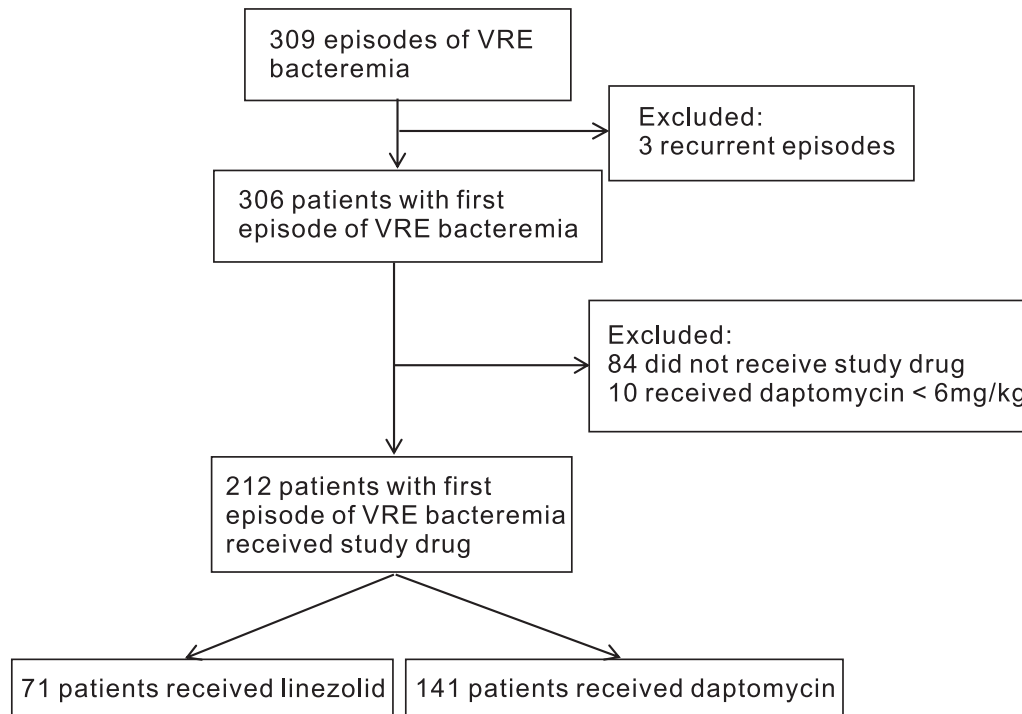 309 episodes of VRE
bacteremia
Excluded:
3 recurrent episodes
306 patients with first
episode of VRE bacteremia
Excluded:
84 did not receive study drug
10 received daptomycin < 6mg/kg
212 patients with first
episode of VRE bacteremia
received study drug
71 patients received linezolid
141 patients received daptomycin